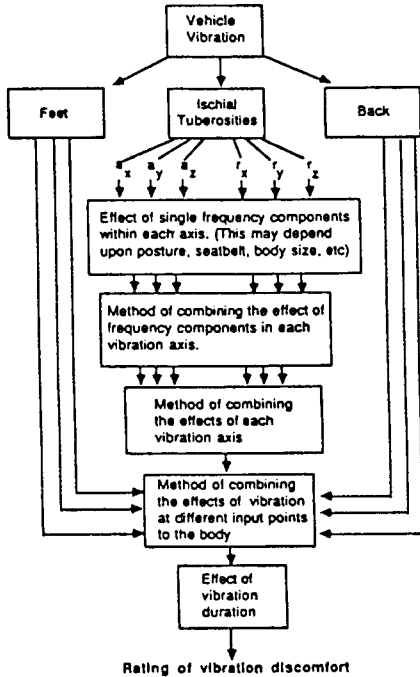 Vehicle
Vibration
Feet
Ischial
Tuberosities
Back
a x
a y
a z
r x
r y
r z
Effect of single frequency components
within each axis. (This may depend
upon posture, seatbelt, body size, etc)
Method of combining the effect of
frequency components in each
vibration axis.
Method of combining
the effects of each
vibration axis
Method of combining
the effects of vibration
at different input points
to the body
Effect of
vibration
duration
Rating of vibration discomfort